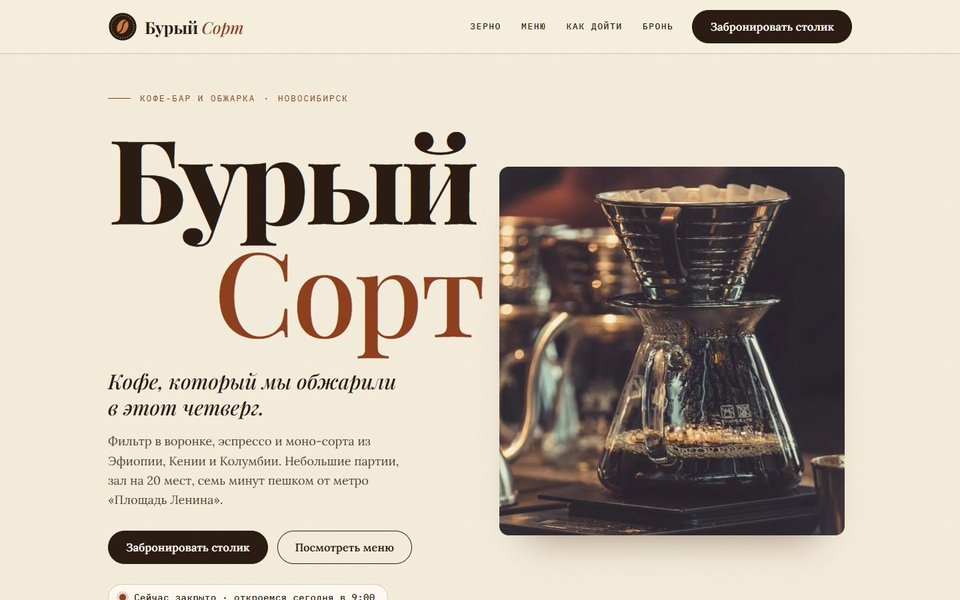 Бурый Сорт
ЗЕРНО
МЕНЮ
КАК ДОЙТИ
БРОНЬ
Забронировать столик
КОФЕ-БАР И ОБЖАРКА · НОВОСИБИРСК
Бурый
Сорт
Кофе, который мы обжарили
в этот четверг.
Фильтр в воронке, эспрессо и моно-сорта из
Эфиопии, Кении и Колумбии. Небольшие партии,
зал на 20 мест, семь минут пешком от метро
«Площадь Ленина».
Забронировать столик
Посмотреть меню
Сейчас закрыто · откроемся сегодня в 9:00